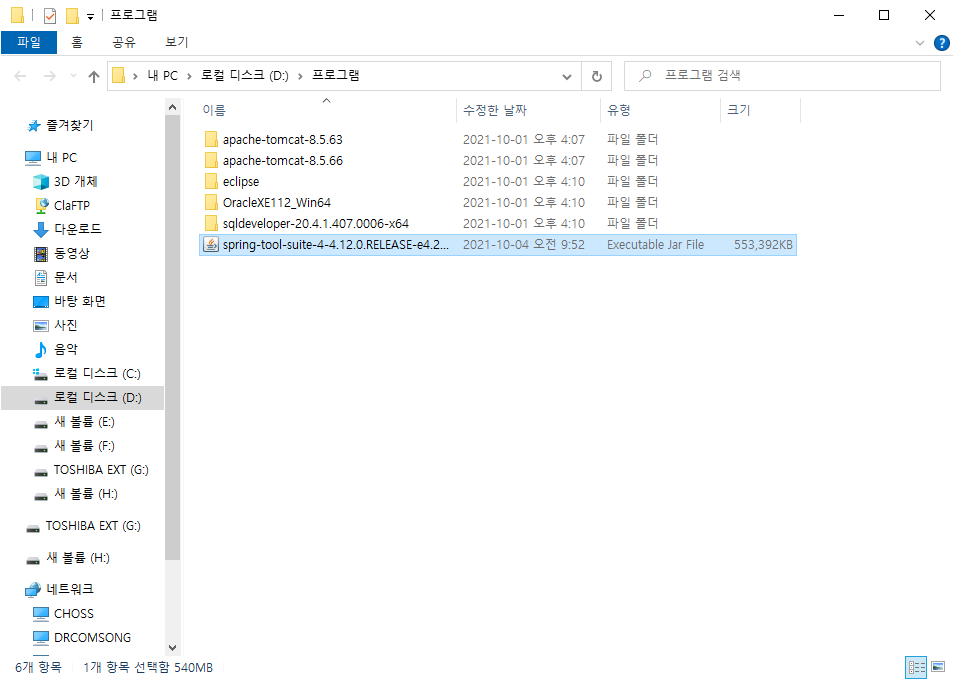 프로그램
파일 홈 공유 보기
내 PC 로컬 디스크 (D:) 프로그램 프로그램 검색
이름 수정한 날짜 유형 크기
apache-tomcat-8.5.63 2021-10-01 오후 4:07 파일 폴더
apache-tomcat-8.5.66 2021-10-01 오후 4:07 파일 폴더
eclipse 2021-10-01 오후 4:10 파일 폴더
OracleXE112_Win64 2021-10-01 오후 4:10 파일 폴더
sqldeveloper-20.4.1.407.0006-x64 2021-10-01 오후 4:10 파일 폴더
spring-tool-suite-4-4.12.0.RELEASE-e4.2... 2021-10-04 오전 9:52 Executable Jar File 553,392KB
즐겨찾기
내 PC
3D 개체
ClaFTP
다운로드
동영상
문서
바탕 화면
사진
음악
로컬 디스크 (C:)
로컬 디스크 (D:)
새 볼륨 (E:)
새 볼륨 (F:)
TOSHIBA EXT (G:)
새 볼륨 (H:)
TOSHIBA EXT (G:)
새 볼륨 (H:)
네트워크
CHOSS
DRCOMSONG
6개 항목 1개 항목 선택함 540MB